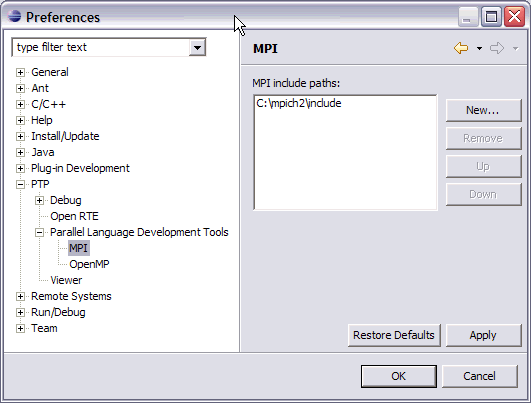 Preferences
type filter text
General
Ant
C/C++
Help
Install/Update
Java
Plug-in Development
PTP
Debug
Open RTE
Parallel Language Development Tools
MPI
OpenMP
Viewer
Remote Systems
Run/Debug
Team
MPI
MPI include paths:
C:\mpich2\include
New...
Remove
Up
Down
Restore Defaults
Apply
OK
Cancel